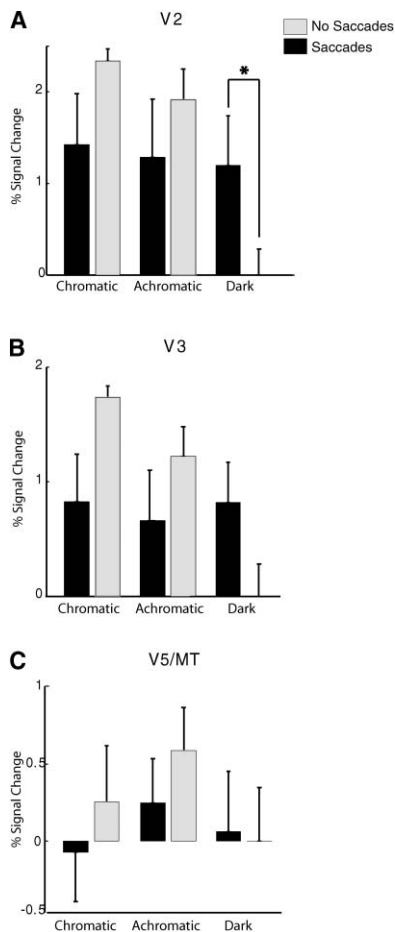 A
V2
No Saccades
Saccades
*
% Signal Change
2
1
0
Chromatic Achromatic Dark
B
V3
% Signal Change
2
1
0
Chromatic Achromatic Dark
C
V5/MT
% Signal Change
1
0.5
0
-0.5
Chromatic Achromatic Dark